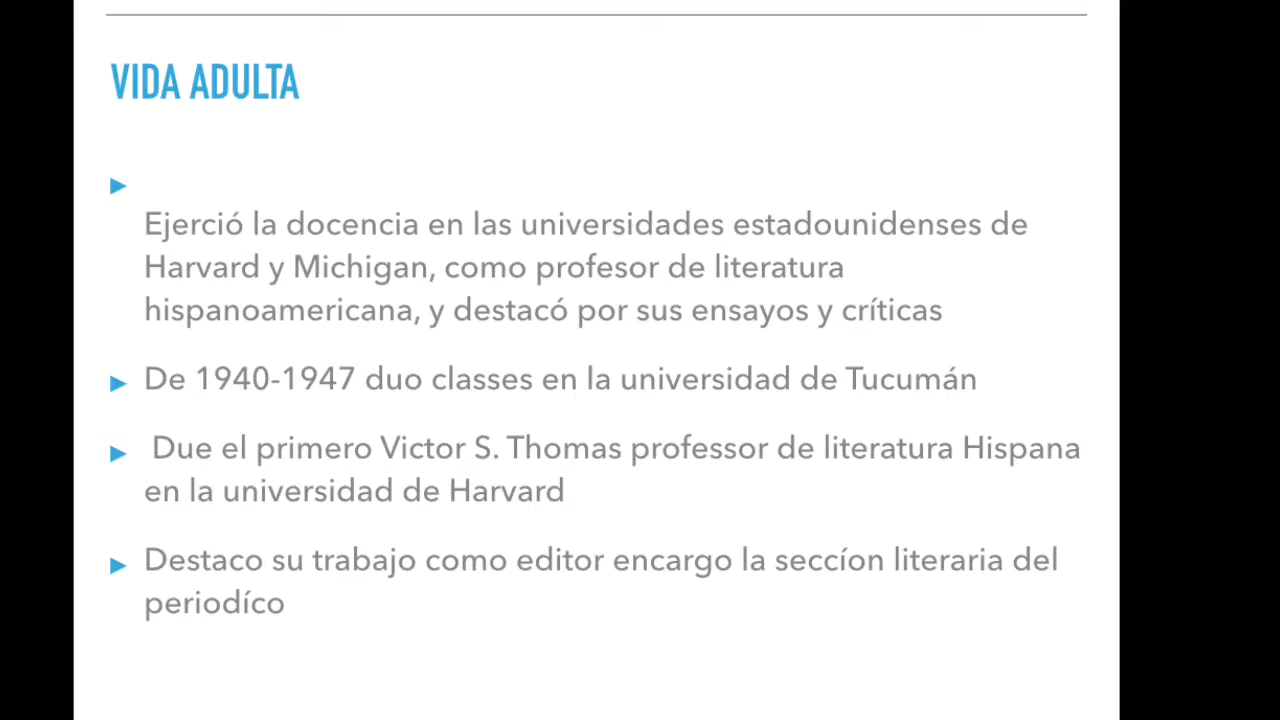 VIDA ADULTA
Ejerció la docencia en las universidades estadounidenses de
Harvard y Michigan, como profesor de literatura
hispanoamericana, y destacó por sus ensayos y críticas
De 1940-1947 duo classes en la universidad de Tucumán
Due el primero Victor S. Thomas professor de literatura Hispana
en la universidad de Harvard
Destaco su trabajo como editor encargo la seccíon literaria del
periodíco